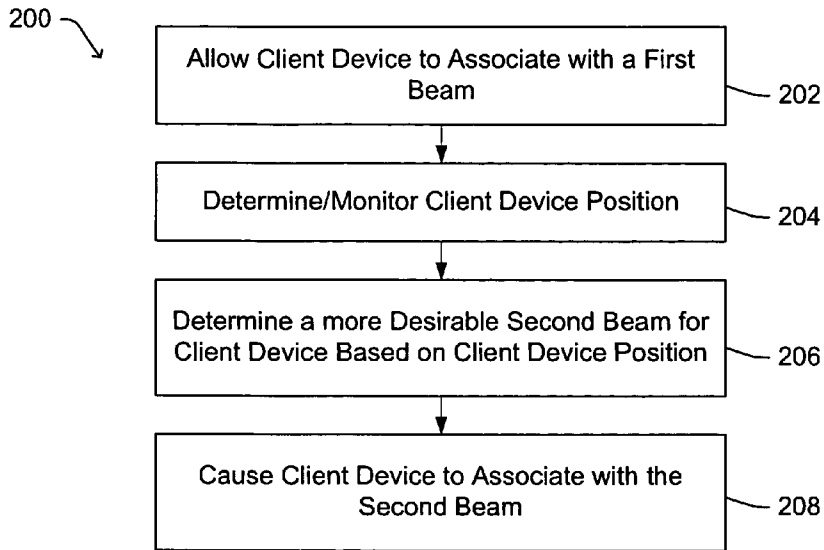 200
Allow Client Device to Associate with a First
Beam
202
Determine/Monitor Client Device Position
204
Determine a more Desirable Second Beam for
Client Device Based on Client Device Position
206
Cause Client Device to Associate with the
Second Beam
208